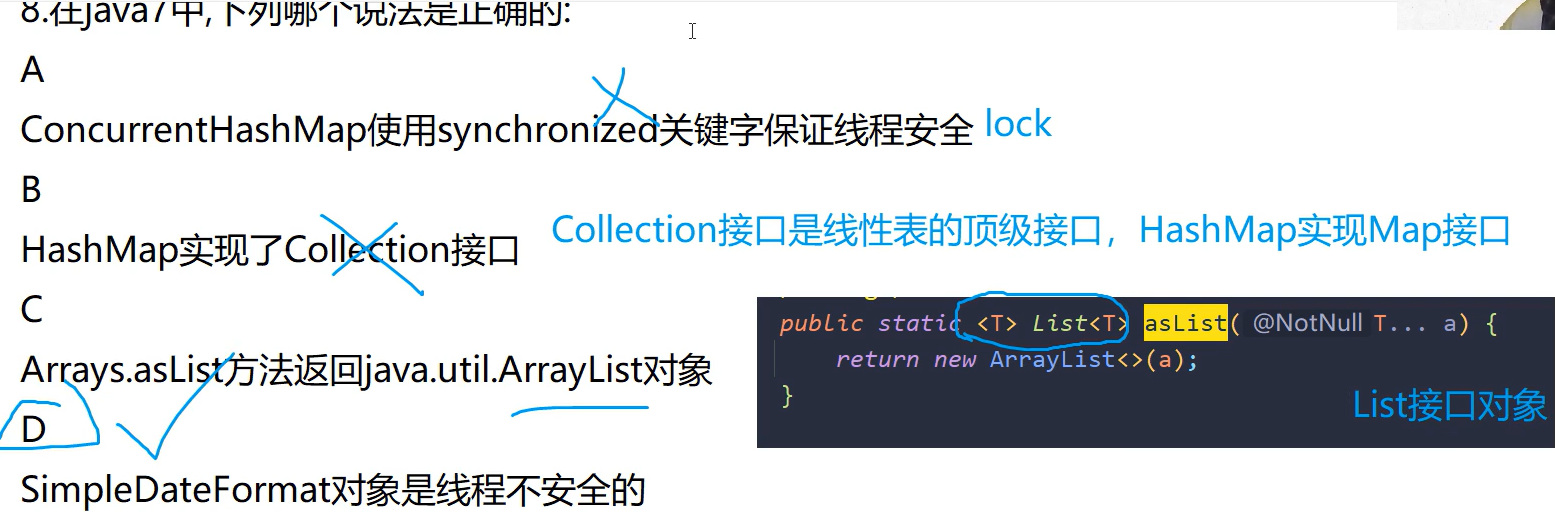 8.在java7中,下列哪个说法是正确的:
A
ConcurrentHashMap使用synchronized关键字保证线程安全 lock
B
HashMap实现了Collection接口 Collection接口是线性表的顶级接口，HashMap实现Map接口
C
public static <T> List<T> asList( @NotNull T... a) {
return new ArrayList<>(a);
}
List接口对象
Arrays.asList方法返回java.util.ArrayList对象
D
SimpleDateFormat对象是线程不安全的